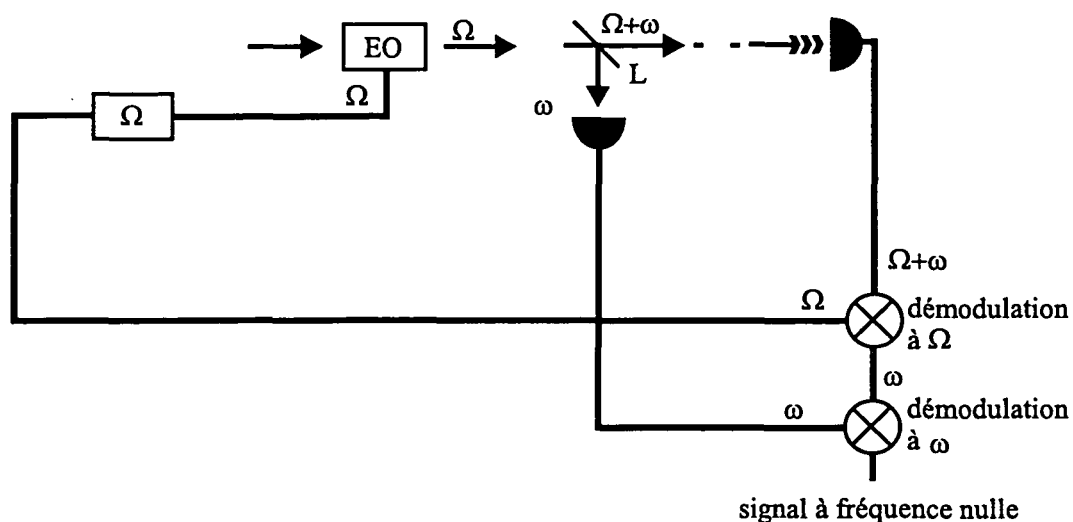 EO
Ω
Ω+ω
Ω
Ω
L
ω
Ω+ω
Ω
démodulation
à Ω
ω
ω
démodulation
à ω
signal à fréquence nulle